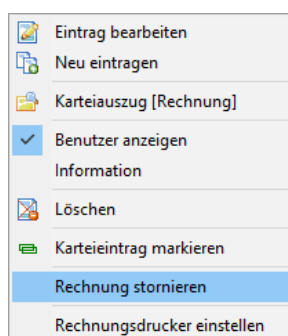 Eintrag bearbeiten
Neu eintragen
Karteiauszug [Rechnung]
Benutzer anzeigen
Information
Löschen
Karteieintrag markieren
Rechnung stornieren
Rechnungsdrucker einstellen